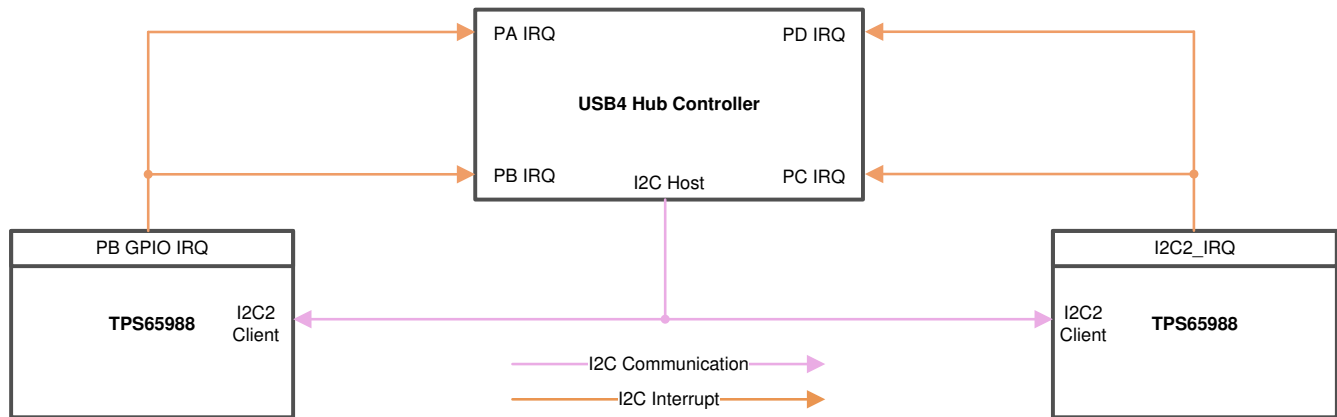 PA IRQ
PD IRQ
USB4 Hub Controller
PB IRQ
I2C Host
PC IRQ
PB GPIO IRQ
I2C2_IRQ
TPS65988
I2C2
Client
I2C2
Client
TPS65988
I2C Communication
I2C Interrupt